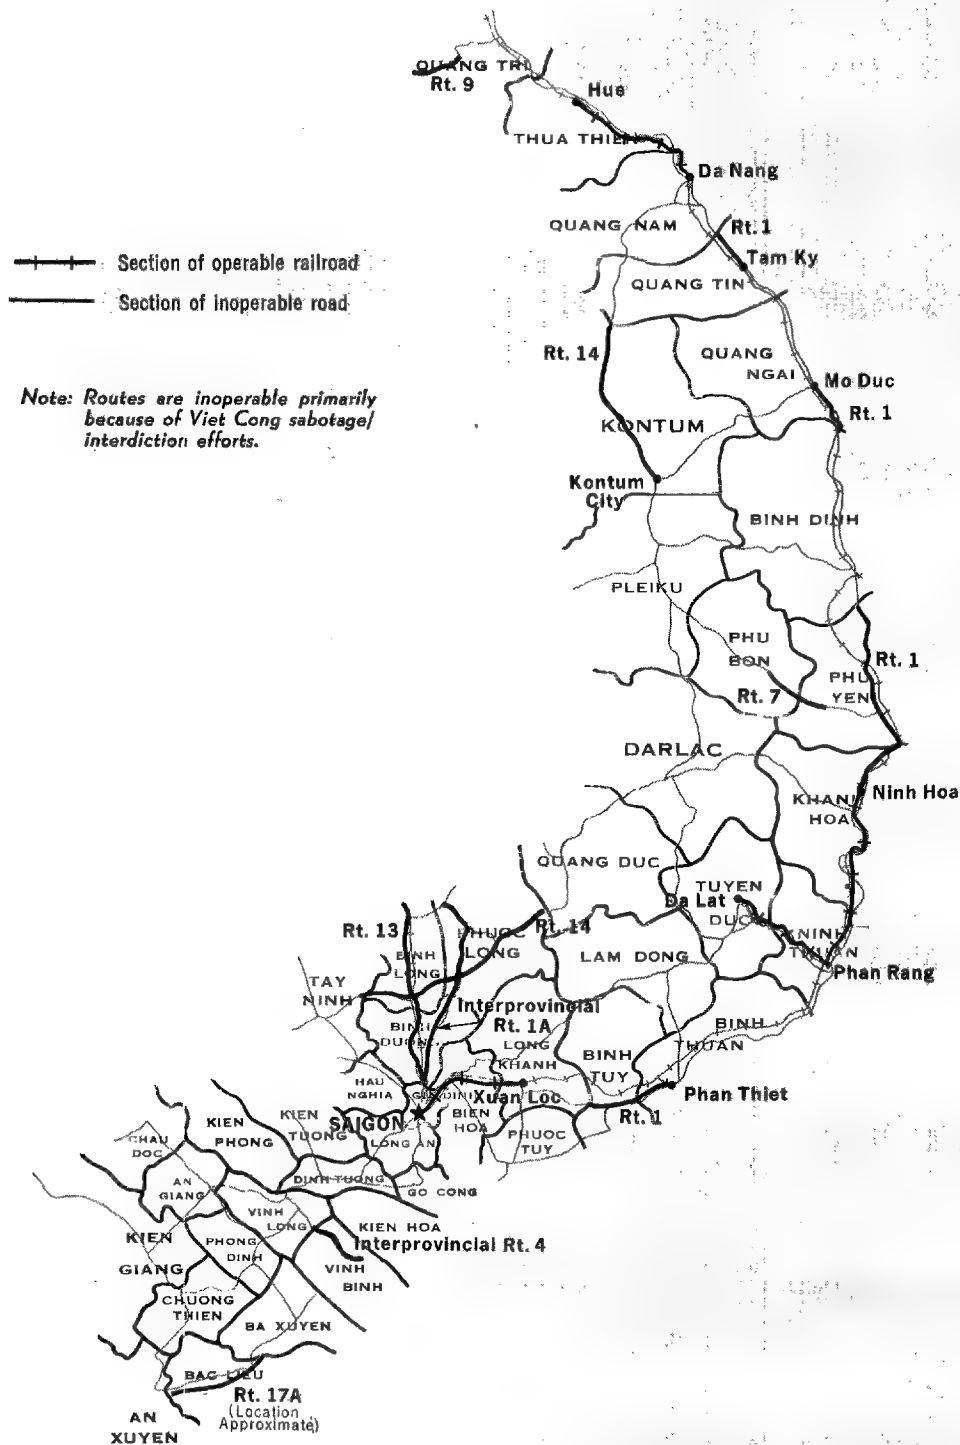 QUANG TRI
Rt. 9
Hue
THUA THIEN
Da Nang
QUANG NAM
Rt. 1
Tam Ky
QUANG TIN
Section of operable railroad
Section of inoperable road
Rt. 14
QUANG
NGAI
Mo Duc
Rt. 1
Note: Routes are inoperable primarily
because of Viet Cong sabotage/
interdiction efforts.
KONTUM
Kontum
City
BINH DINH
PLEIKU
PHU
BON
Rt. 1
PHU
YEN
Rt. 7
DARLAC
Ninh Hoa
KHANH
HOA
QUANG DUC
TUYEN
DUC
Da Lat
Rt. 13
PHUOC
LONG
Rt. 14
BINH
LONG
LAM DONG
NINH
THUAN
Phan Rang
TAY
NINH
Interprovincial
Rt. 1A
BINH
DUONG
LONG
KHANH
BINH
THUAN
BINH
TUY
HAU
NGHIA
GIA DINH
Xuan Loc
Phan Thiet
Rt. 1
BIEN
HOA
SAIGON
PHUOC
TUY
KIEN
PHONG
KIEN
TUONG
LONG AN
CHAU
DOC
DINH TUONG
AN
GIANG
GO CONG
VINH
LONG
KIEN HOA
Interprovincial Rt. 4
KIEN
GIANG
PHONG
DINH
VINH
BINH
CHUONG
THIEN
BA XUYEN
BAC LIEU
Rt. 17A
(Location
Approximate)
AN
XUYEN